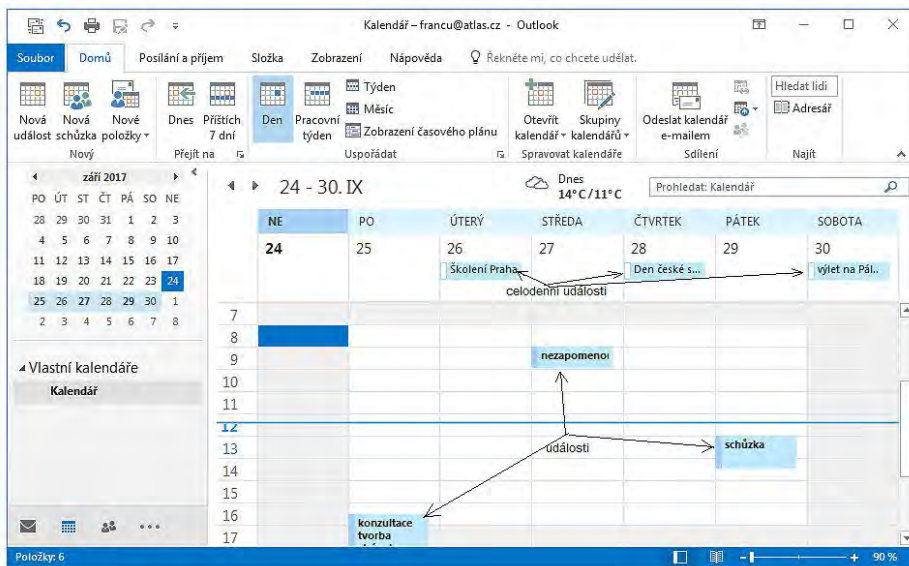 Kalendář – francu@atlas.cz - Outlook
Soubor Domů Posílání a příjem Složka Zobrazení Nápověda Řekněte mi, co chcete udělat.
Nová událost
Nová schůzka
Nové položky
Nový
Dnes
Příštích 7 dní
Přejít na
Den
Pracovní týden
Týden
Měsíc
Zobrazení časového plánu
Uspořádat
Otevřít kalendář
Skupiny kalendářů
Spravovat kalendáře
Odeslat kalendář e-mailem
Sdílení
Hledat lidi
Adresář
Najít
září 2017
PO ÚT ST ČT PÁ SO NE
28 29 30 31 1 2 3
4 5 6 7 8 9 10
11 12 13 14 15 16 17
18 19 20 21 22 23 24
25 26 27 28 29 30 1
2 3 4 5 6 7 8
Vlastní kalendáře
Kalendář
24 - 30. IX
Dnes
14°C/11°C
Prohledat: Kalendář
NE PO ÚTERÝ STŘEDA ČTVRTEK PÁTEK SOBOTA
24 25 26 27 28 29 30
Školení Praha Den české s... výlet na Pál..
celodenní události
7
8
9
nezapomenou
10
11
12
13
schůzka
události
14
15
16
konzultace
tvorba
17
Položky: 6
90 %